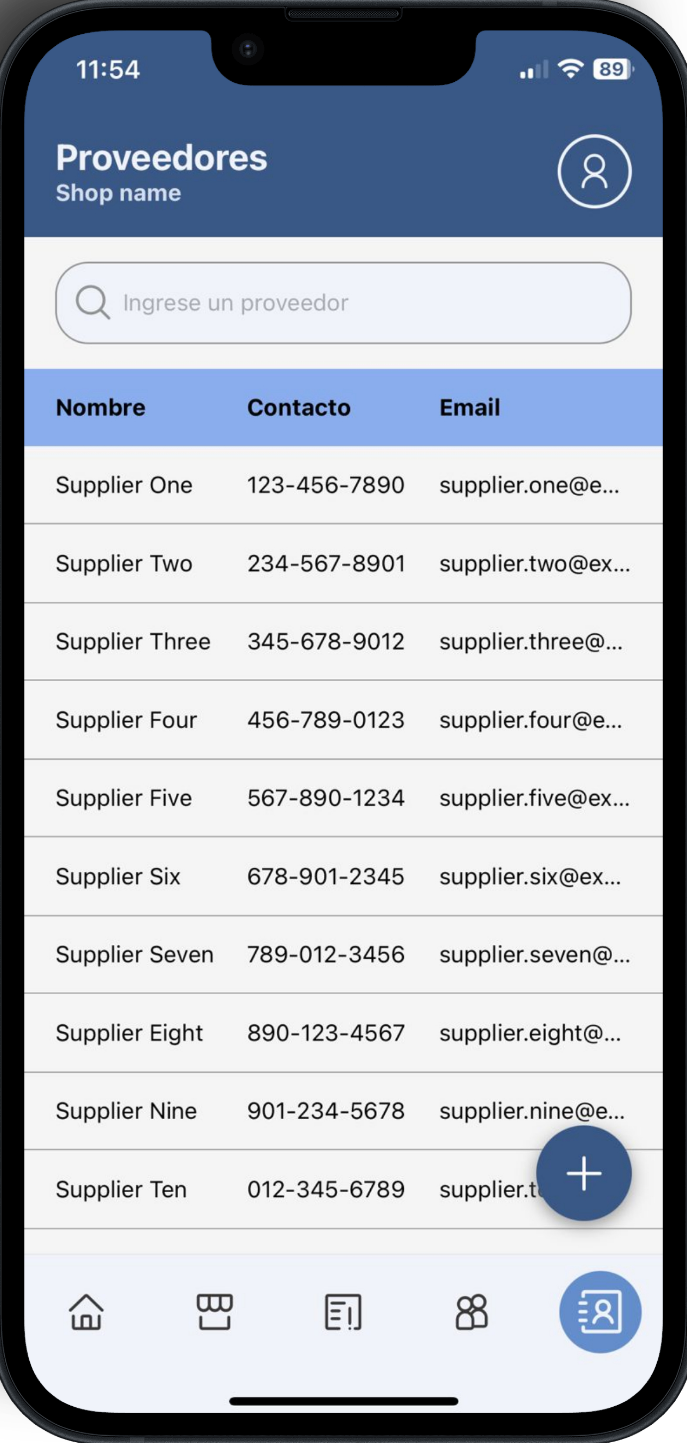 11:54
89
Proveedores
Shop name
Ingrese un proveedor
Nombre Contacto Email
Supplier One 123-456-7890 supplier.one@e...
Supplier Two 234-567-8901 supplier.two@ex...
Supplier Three 345-678-9012 supplier.three@...
Supplier Four 456-789-0123 supplier.four@e...
Supplier Five 567-890-1234 supplier.five@ex...
Supplier Six 678-901-2345 supplier.six@ex...
Supplier Seven 789-012-3456 supplier.seven@...
Supplier Eight 890-123-4567 supplier.eight@...
Supplier Nine 901-234-5678 supplier.nine@e...
Supplier Ten 012-345-6789